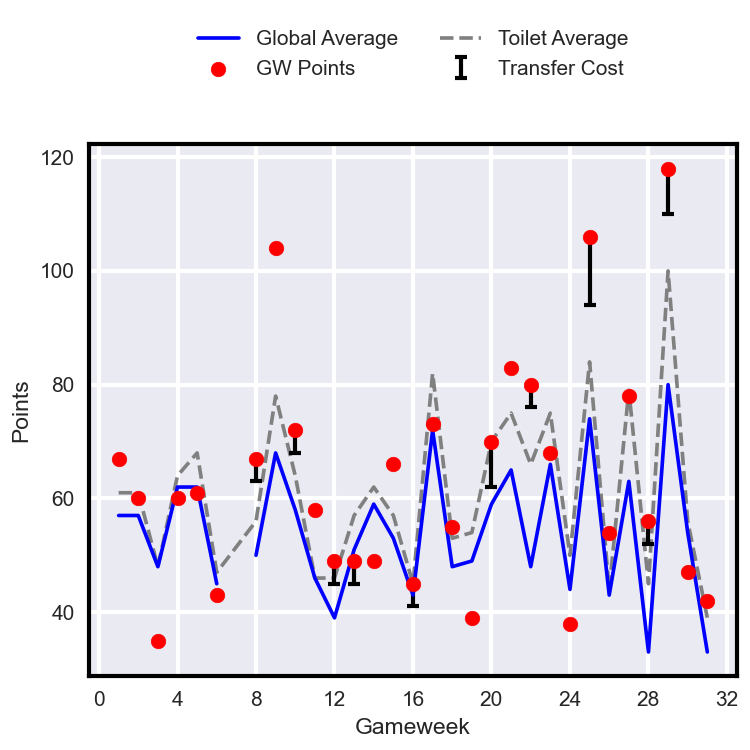 Global Average Toilet Average
GW Points Transfer Cost
120
100
80
60
40
Points
0 4 8 12 16 20 24 28 32
Gameweek